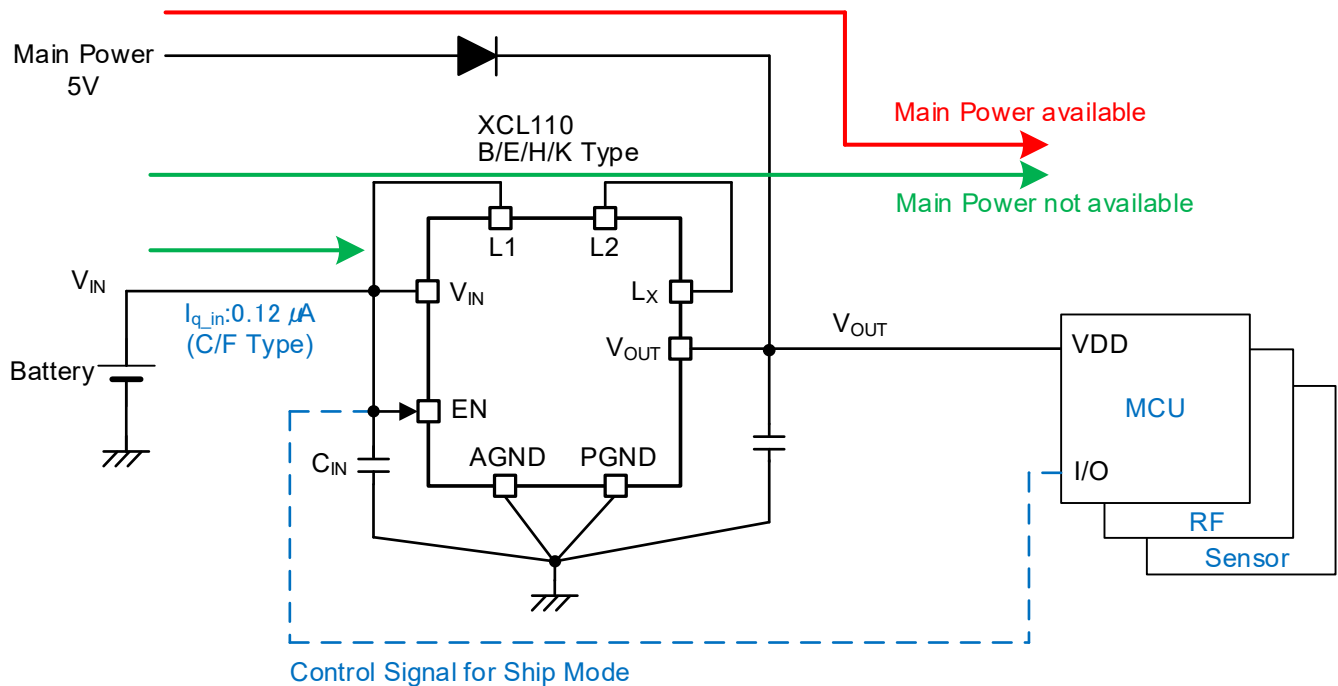 Main Power
5V
Main Power available
XCL110
B/E/H/K Type
Main Power not available
L1
L2
VIN
VIN
LX
Iq_in:0.12 μA
(C/F Type)
VOUT
VOUT
VDD
Battery
MCU
EN
CIN
AGND
PGND
I/O
RF
Sensor
Control Signal for Ship Mode